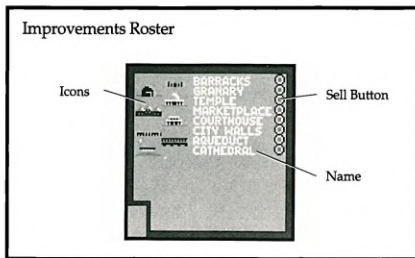 Improvements Roster
Icons
BARRACKS
GRANARY
TEMPLE
MARKETPLACE
COURTHOUSE
CITY WALLS
AQUEDUCT
CATHEDRAL
Sell Button
Name